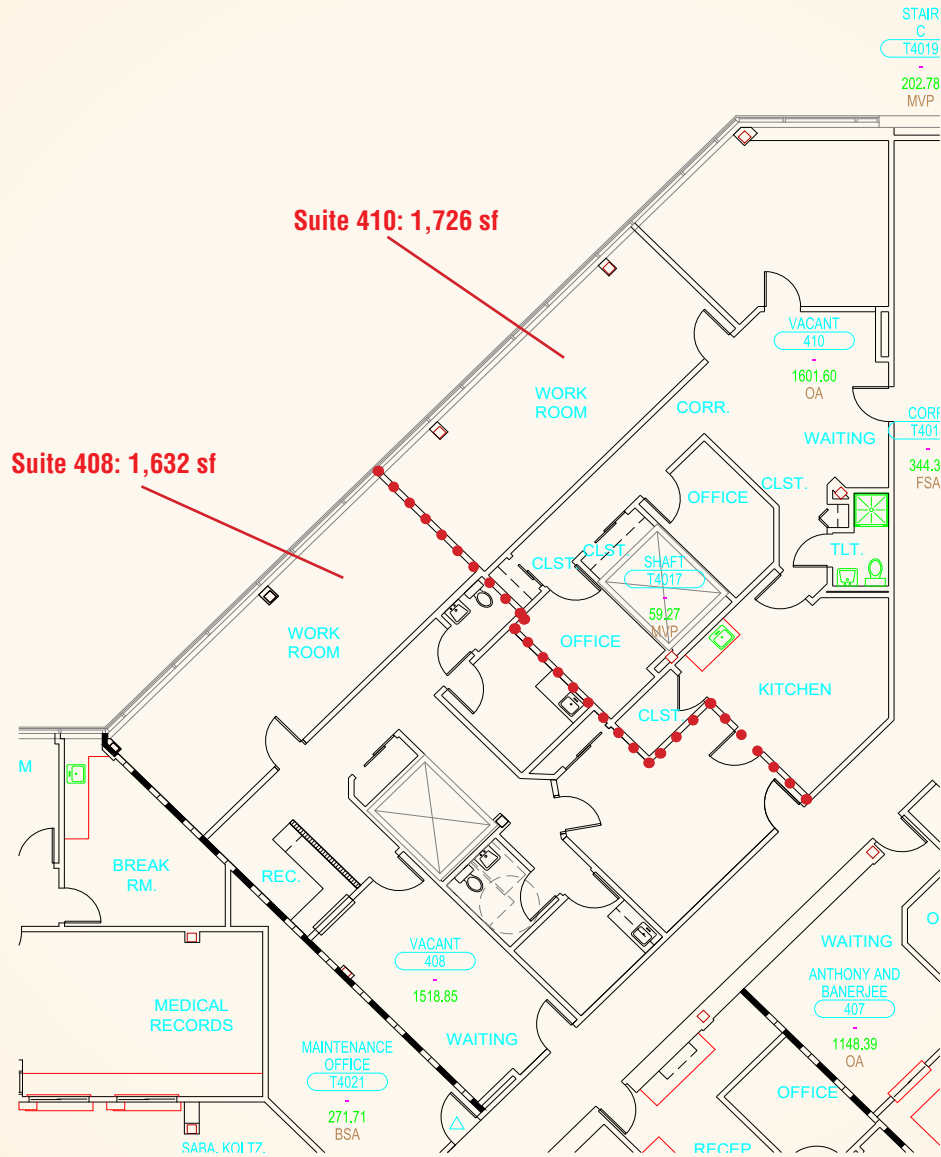 STAIR
C
T4019
-
202.78
MVP
Suite 410: 1,726 sf
VACANT
410
-
1601.60
OA
WORK
ROOM
CORR.
WAITING
T401
344.3
FSA
Suite 408: 1,632 sf
CLST.
OFFICE
CLST.
CLST.
SHAFT
T4017
-
59.27
MVP
TLT.
WORK
ROOM
OFFICE
KITCHEN
CLST.
M
BREAK
RM.
REC.
VACANT
408
-
1518.85
WAITING
MEDICAL
RECORDS
MAINTENANCE
OFFICE
T4021
-
271.71
BSA
WAITING
ANTHONY AND
BANERJEE
407
-
1148.39
OA
OFFICE
SABA, KOLTZ,
RECEP